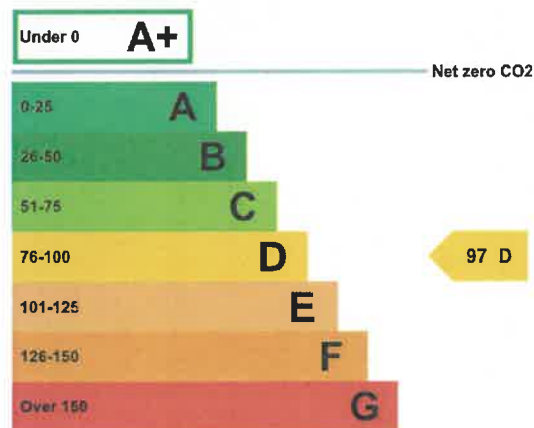 Under 0 A+
Net zero CO2
0-25 A
26-50 B
51-75 C
76-100 D
97 D
101-125 E
126-150 F
Over 150 G